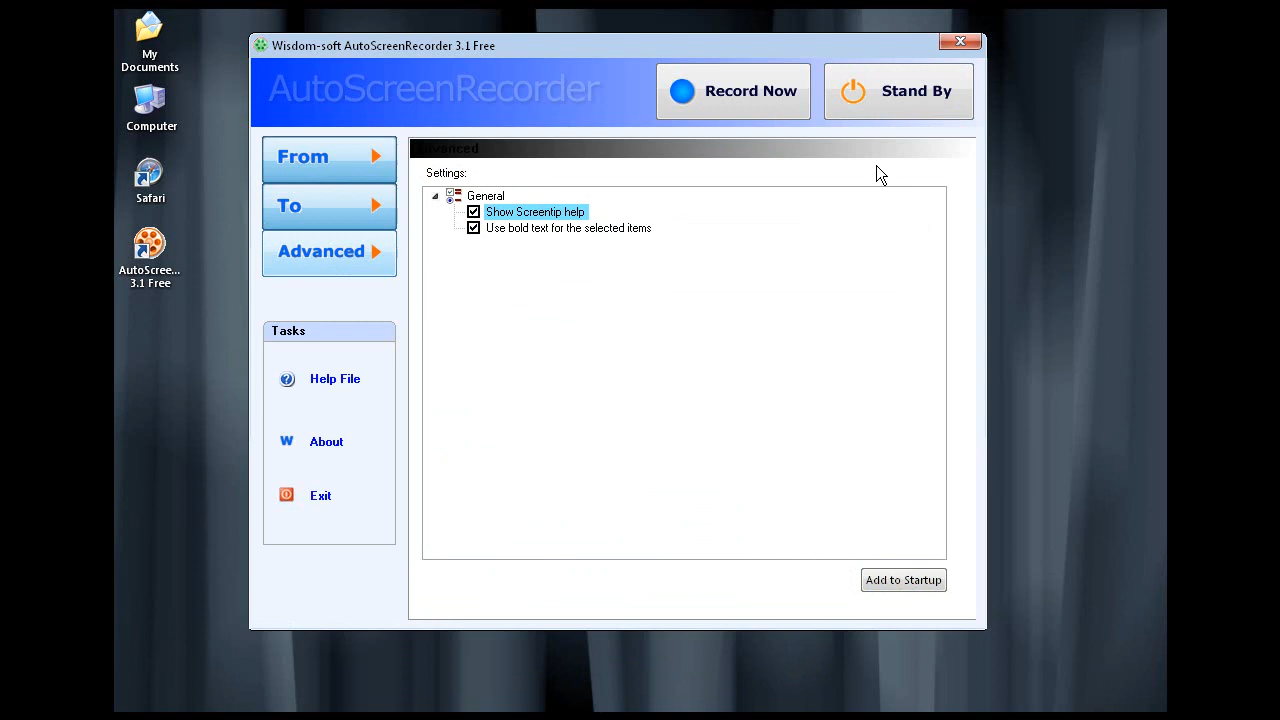 My
Documents
Computer
Safari
AutoScree...
3.1 Free
Wisdom-soft AutoScreenRecorder 3.1 Free
AutoScreenRecorder
Record Now
Stand By
From
To
Advanced
Tasks
Help File
W
About
Exit
Advanced
Settings:
General
Show Screentip help
Use bold text for the selected items
Add to Startup